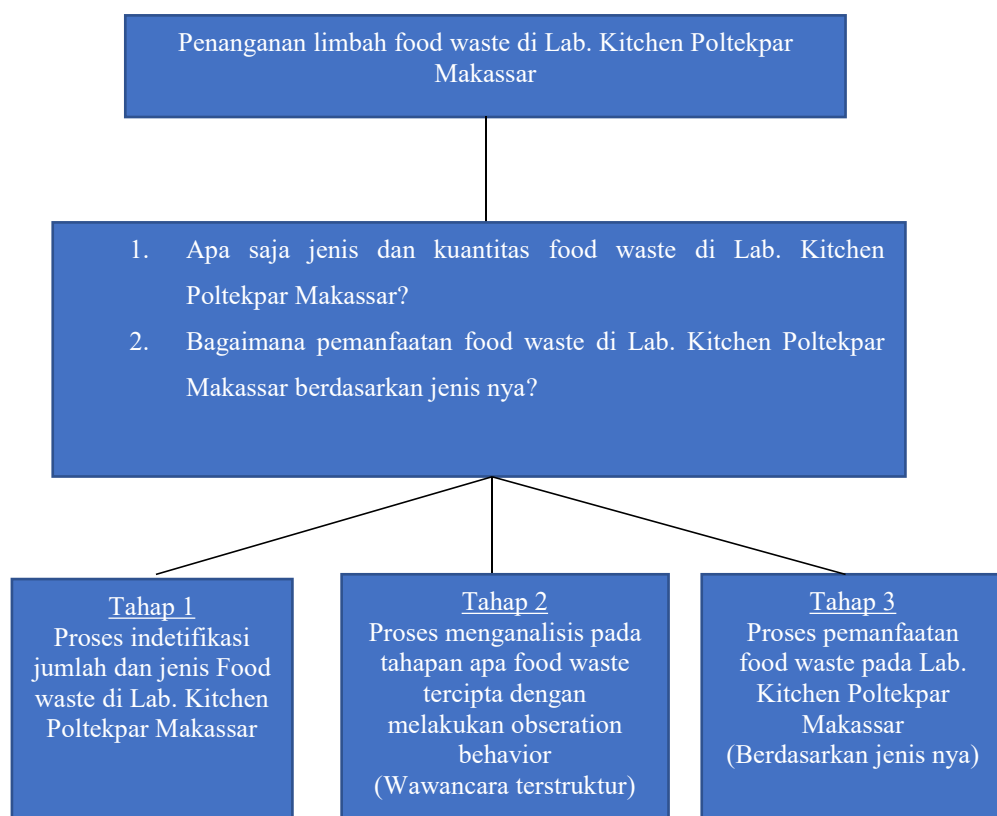 Penanganan limbah food waste di Lab. Kitchen Poltekpar
Makassar
1. Apa saja jenis dan kuantitas food waste di Lab. Kitchen
Poltekpar Makassar?
2. Bagaimana pemanfaatan food waste di Lab. Kitchen Poltekpar
Makassar berdasarkan jenis nya?
Tahap 1
Proses indetifikasi
jumlah dan jenis Food
waste di Lab. Kitchen
Poltekpar Makassar
Tahap 2
Proses menganalisis pada
tahapan apa food waste
tercipta dengan
melakukan obseration
behavior
(Wawancara terstruktur)
Tahap 3
Proses pemanfaatan
food waste pada Lab.
Kitchen Poltekpar
Makassar
(Berdasarkan jenis nya)